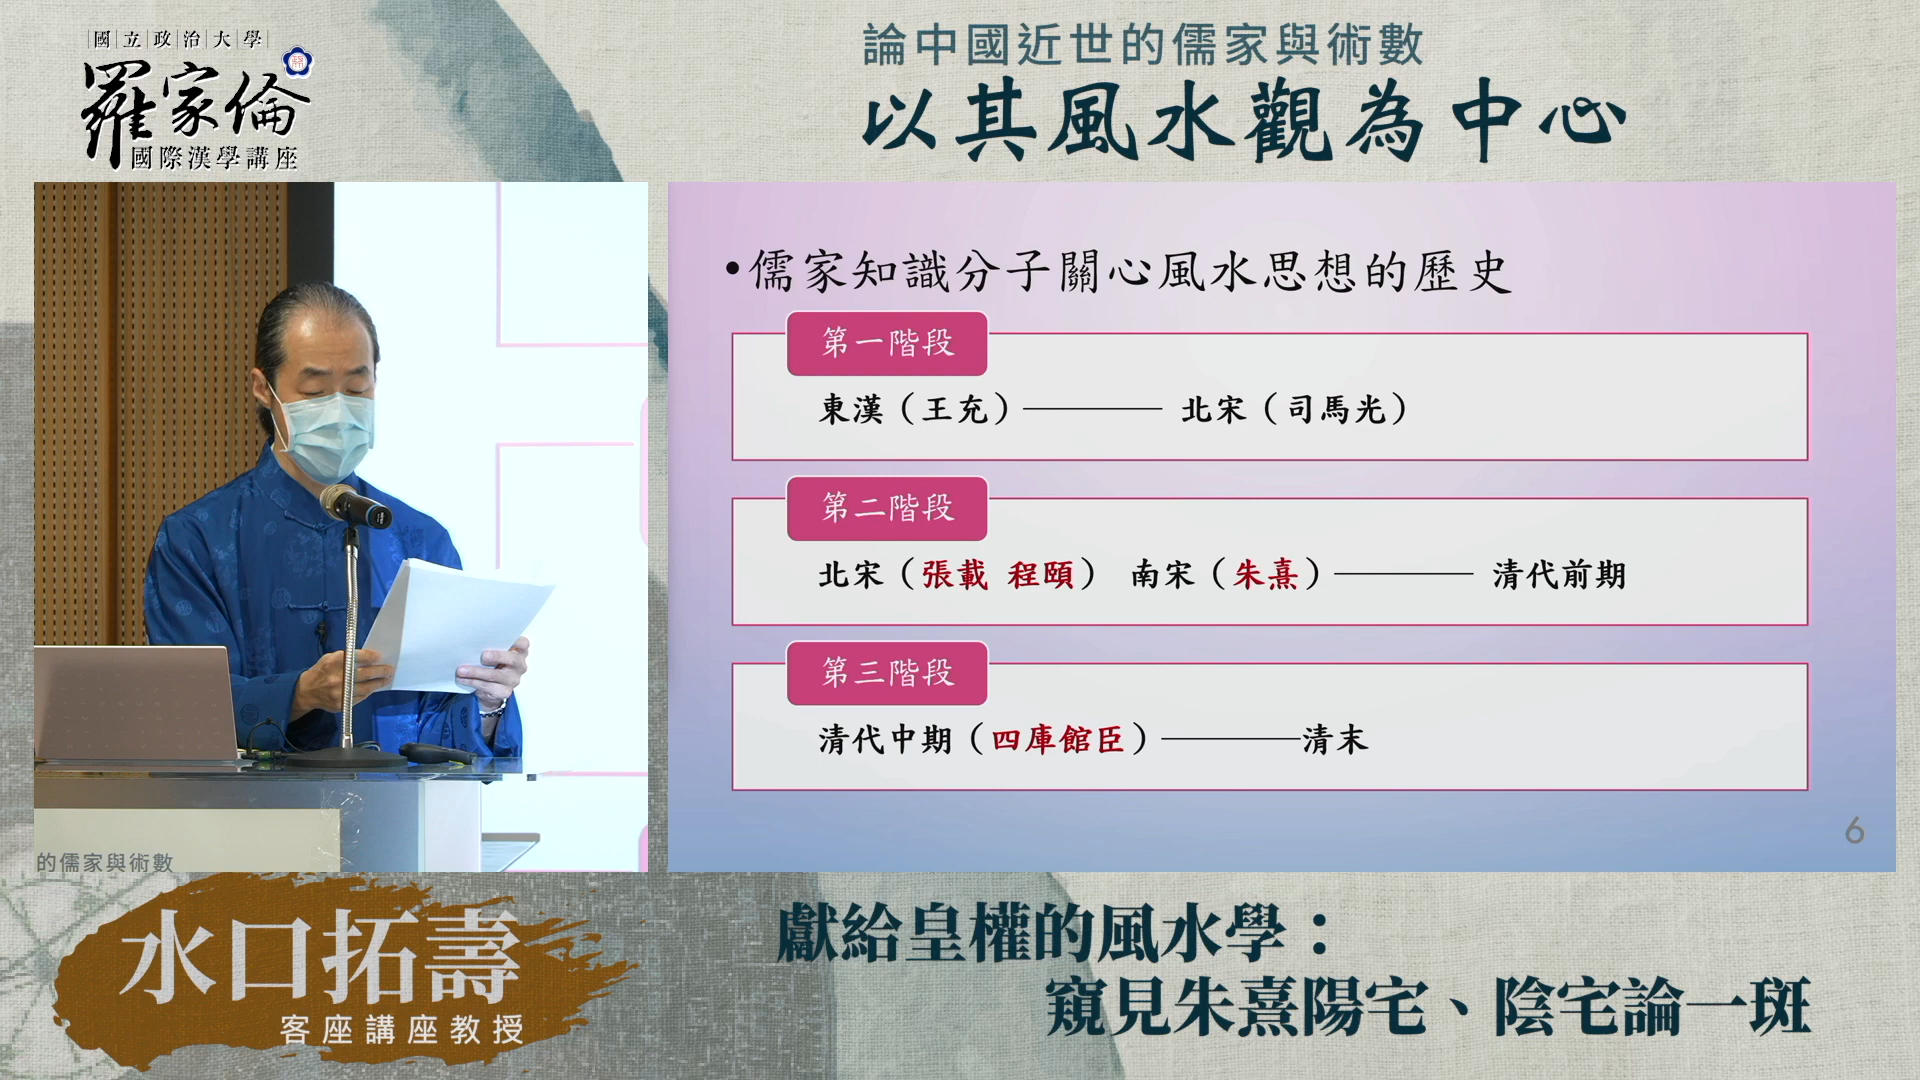 國立政治大學
羅家倫
國際漢學講座
論中國近世的儒家與術數
以其風水觀為中心
•儒家知識分子關心風水思想的歷史
第一階段
東漢（王充）———— 北宋（司馬光）
第二階段
北宋（張載 程頤） 南宋（朱熹）———— 清代前期
第三階段
清代中期（四庫館臣）————清末
6
的儒家與術數
水口拓壽
客座講座教授
獻給皇權的風水學：
窺見朱熹陽宅、陰宅論一斑